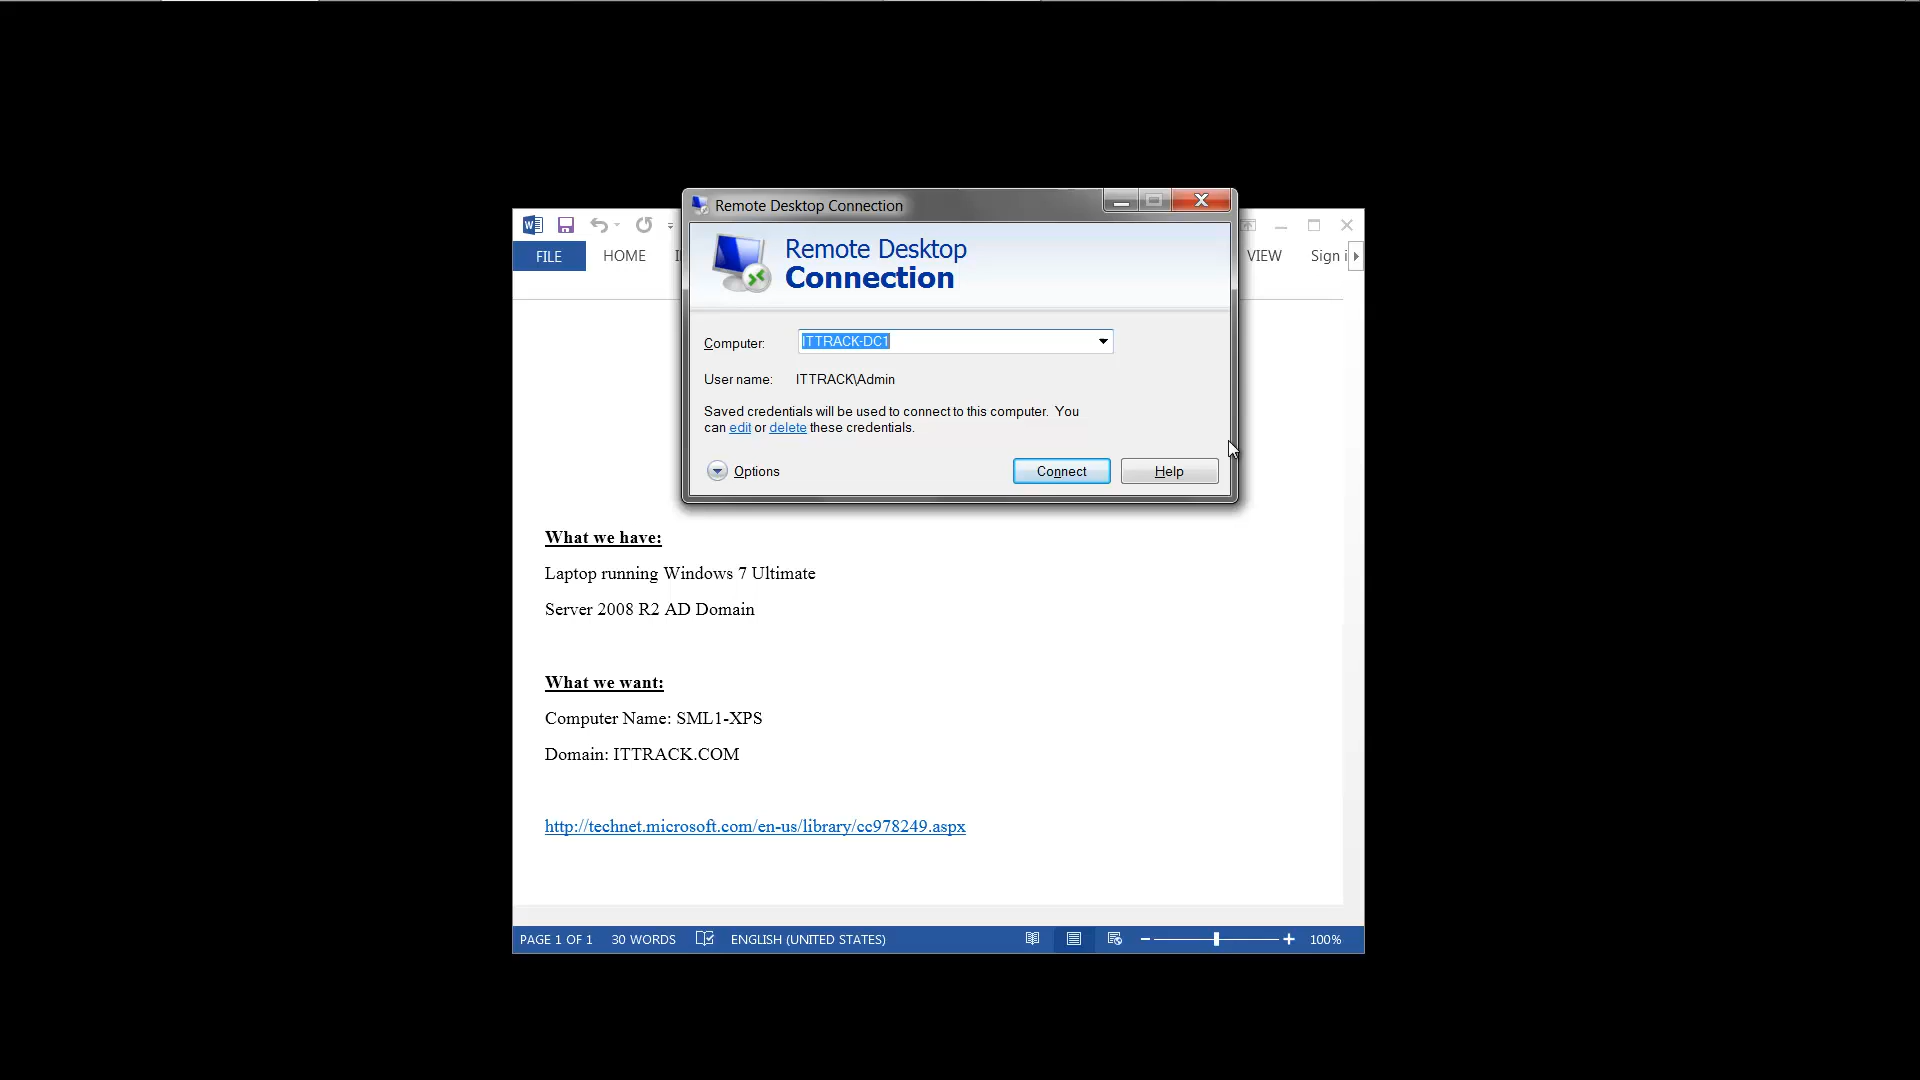 Remote Desktop Connection
Remote Desktop
Connection
Computer: ITTRACK-DC1
User name: ITTRACK\Admin
Saved credentials will be used to connect to this computer. You
can edit or delete these credentials.
Options
Connect
Help
FILE
HOME
VIEW
Sign i
What we have:
Laptop running Windows 7 Ultimate
Server 2008 R2 AD Domain
What we want:
Computer Name: SML1-XPS
Domain: ITTRACK.COM
http://technet.microsoft.com/en-us/library/cc978249.aspx
PAGE 1 OF 1
30 WORDS
ENGLISH (UNITED STATES)
100%